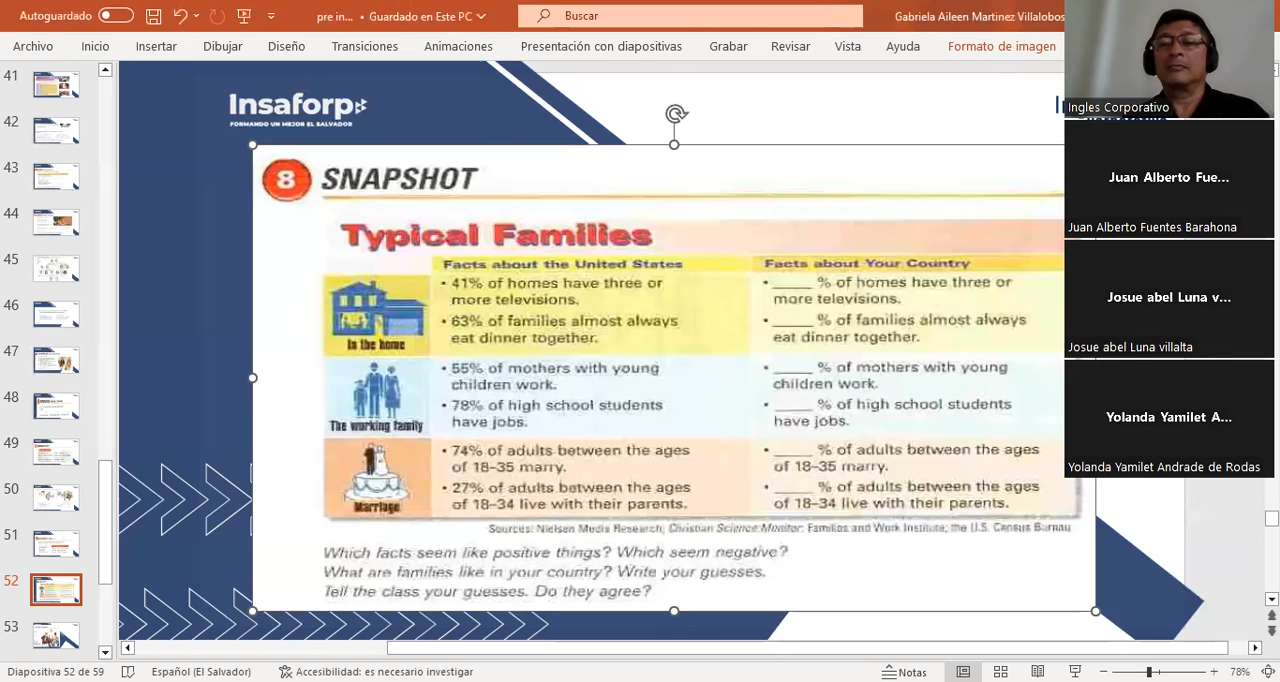 Autoguardado
pre in... • Guardado en Este PC
Buscar
Gabriela Aileen Martinez Villalobos
Archivo Inicio Insertar Dibujar Diseño Transiciones Animaciones Presentación con diapositivas Grabar Revisar Vista Ayuda Formato de imagen
41
42
43
44
45
46
47
48
49
50
51
52
53
Insaforp
FORMANDO UN MEJOR EL SALVADOR
8 SNAPSHOT
Typical Families
Facts about the United States
• 41% of homes have three or
more televisions.
• 63% of families almost always
eat dinner together.
• 55% of mothers with young
children work.
• 78% of high school students
have jobs.
• 74% of adults between the ages
of 18–35 marry.
• 27% of adults between the ages
of 18–34 live with their parents.
Facts about Your Country
• ____ % of homes have three or
more televisions.
• ____ % of families almost always
eat dinner together.
• ____ % of mothers with young
children work.
• ____ % of high school students
have jobs.
• ____ % of adults between the ages
of 18–35 marry.
• ____ % of adults between the ages
of 18–34 live with their parents.
In the home
The working family
Marriage
Sources: Nielsen Media Research; Christian Science Monitor; Families and Work Institute; the U.S. Census Bureau
Which facts seem like positive things? Which seem negative?
What are families like in your country? Write your guesses.
Tell the class your guesses. Do they agree?
Ingles Corporativo
Juan Alberto Fue...
Juan Alberto Fuentes Barahona
Josue abel Luna v...
Josue abel Luna villalta
Yolanda Yamilet A...
Yolanda Yamilet Andrade de Rodas
Diapositiva 52 de 59 Español (El Salvador) Accesibilidad: es necesario investigar Notas 78%